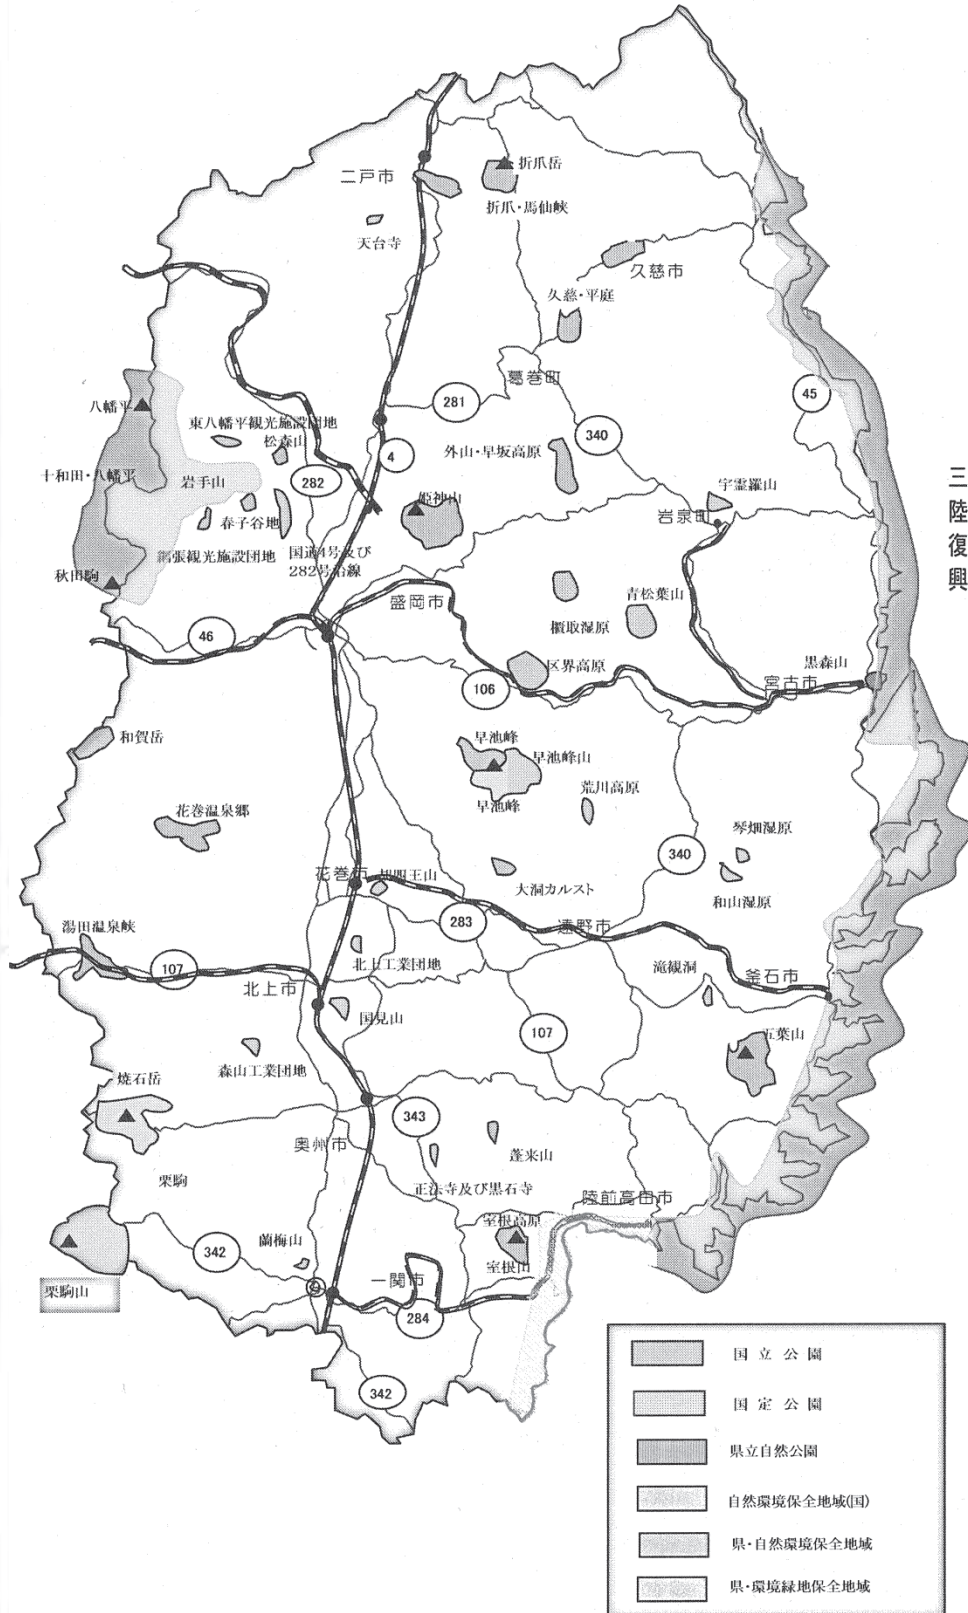 二戸市
折爪岳
折爪・馬仙峡
天台寺
久慈市
久慈・平庭
葛巻町
八幡平
東八幡平観光施設団地
松森山
281
340
45
4
282
外山・早坂高原
十和田・八幡平
岩手山
春子谷地
網張観光施設団地
国道4号及び
282号沿線
姫神山
宇霊羅山
岩泉町
三陸復興
秋田駒
盛岡市
46
106
櫃取湿原
青松葉山
区界高原
黒森山
宮古市
和賀岳
早池峰
早池峰山
早池峰
荒川高原
花巻温泉郷
琴畑湿原
340
和山湿原
花巻市
胡四王山
大洞カルスト
283
遠野市
湯田温泉峡
107
北上工業団地
北上市
国見山
滝観洞
釜石市
107
五葉山
森山工業団地
焼石岳
343
奥州市
蓬来山
正法寺及び黒石寺
栗駒
陸前高田市
室根高原
室根山
342
蘭梅山
一関市
284
栗駒山
342
国立公園
国定公園
県立自然公園
自然環境保全地域(国)
県・自然環境保全地域
県・環境緑地保全地域